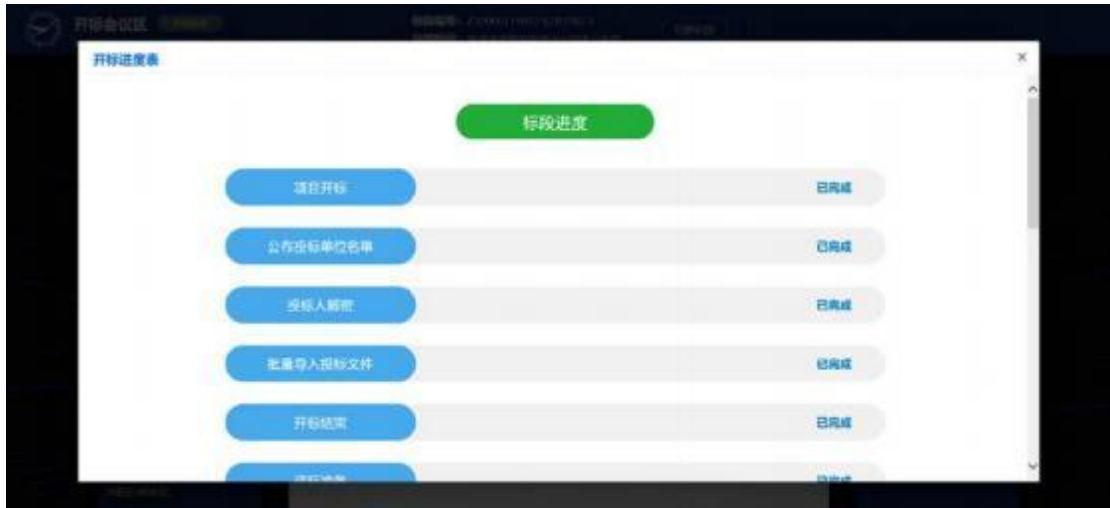 开标会议区
开标进度表
×
标段进度
项目开标 已完成
公布投标单位名单 已完成
投标人解密 已完成
批量导入投标文件 已完成
开标结束 已完成